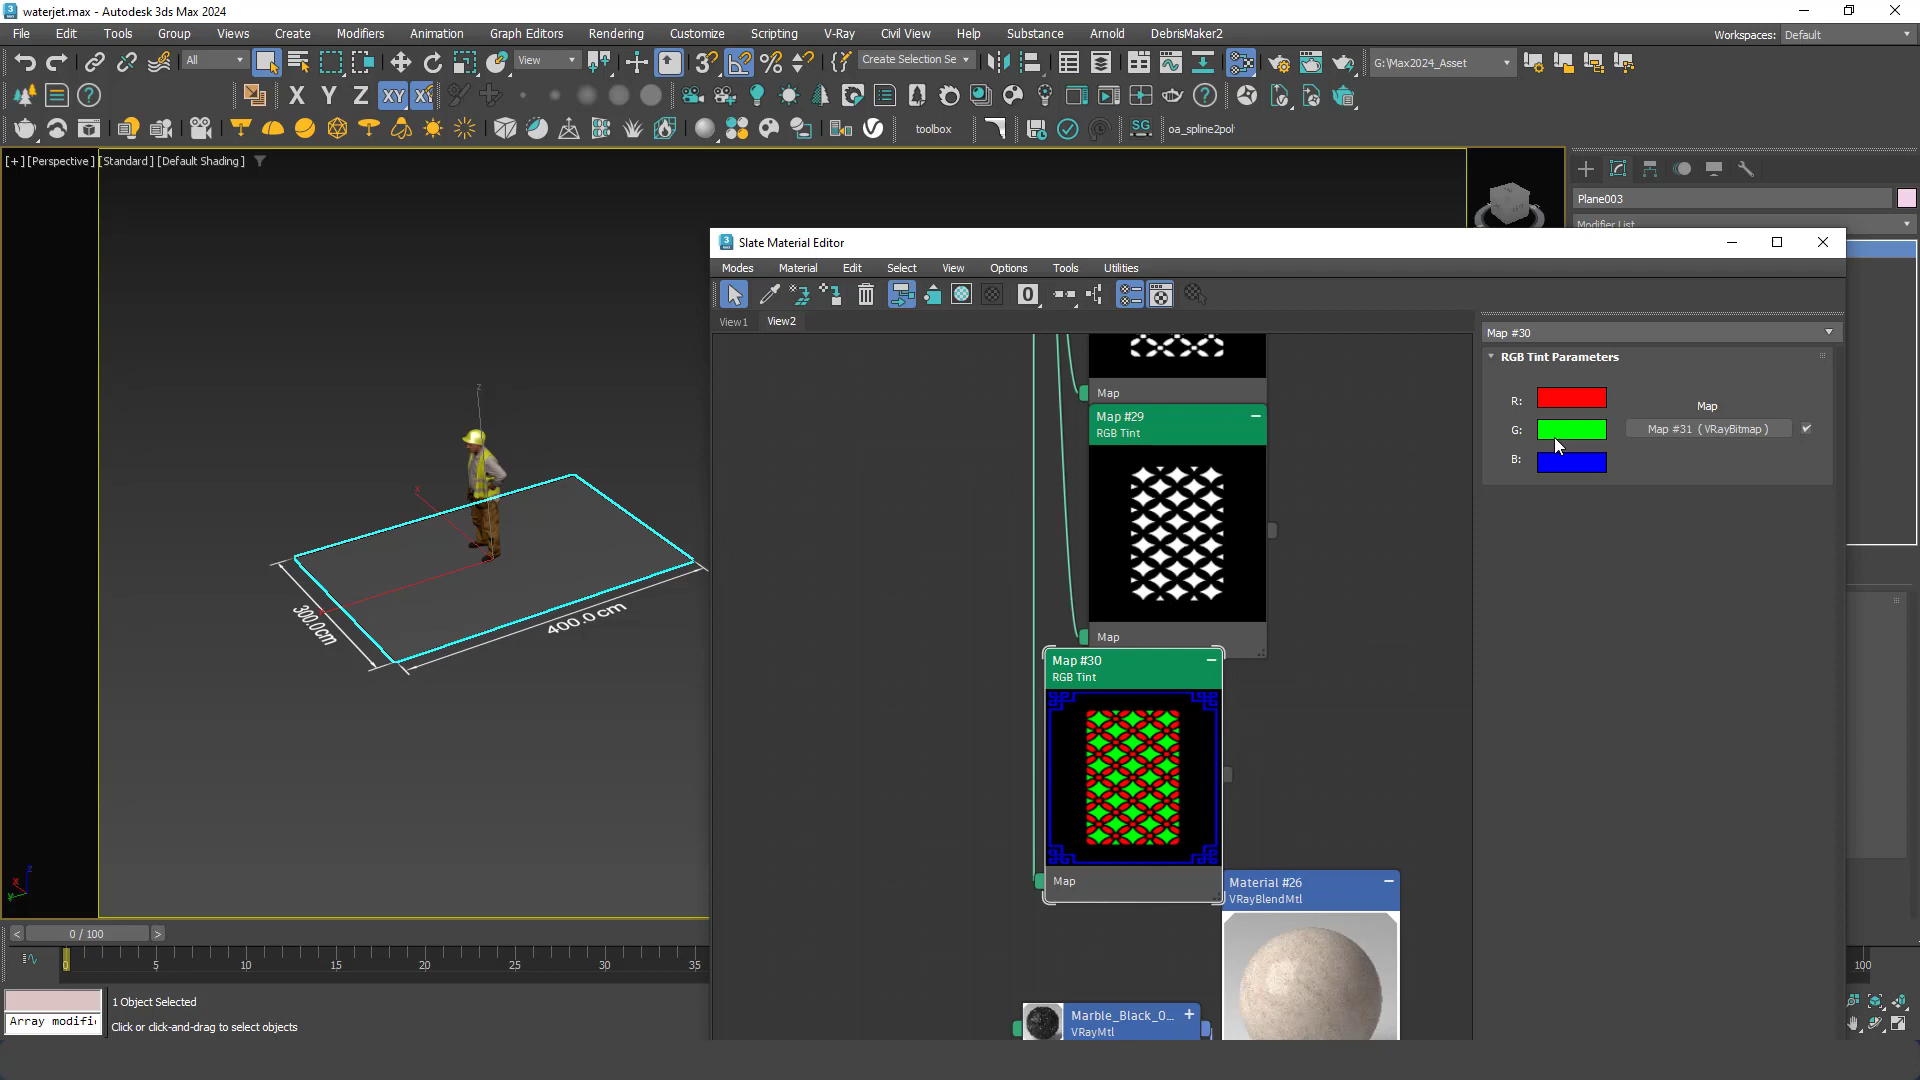 waterjet.max - Autodesk 3ds Max 2024
File Edit Tools Group Views Create Modifiers Animation Graph Editors Rendering Customize Scripting V-Ray Civil View Help Substance Arnold DebrisMaker2
Workspaces: Default
All View Create Selection Se G:\Max2024_Asset
X Y Z XY XY
toolbox SG oa_spline2pol
[+] [Perspective] [Standard] [Default Shading]
Plane003
Modifier List
Slate Material Editor
Modes Material Edit Select View Options Tools Utilities
View1 View2
Map #30
RGB Tint Parameters
R:
Map
G: Map #31 ( VRayBitmap )
B:
Map
Map #29
RGB Tint
Map
Map #30
RGB Tint
Map
Material #26
VRayBlendMtl
Marble_Black_0...
VRayMtl
z
x
300.0cm
400.0cm
0 / 100
0 5 10 15 20 25 30 35 100
1 Object Selected
Array modifi
Click or click-and-drag to select objects